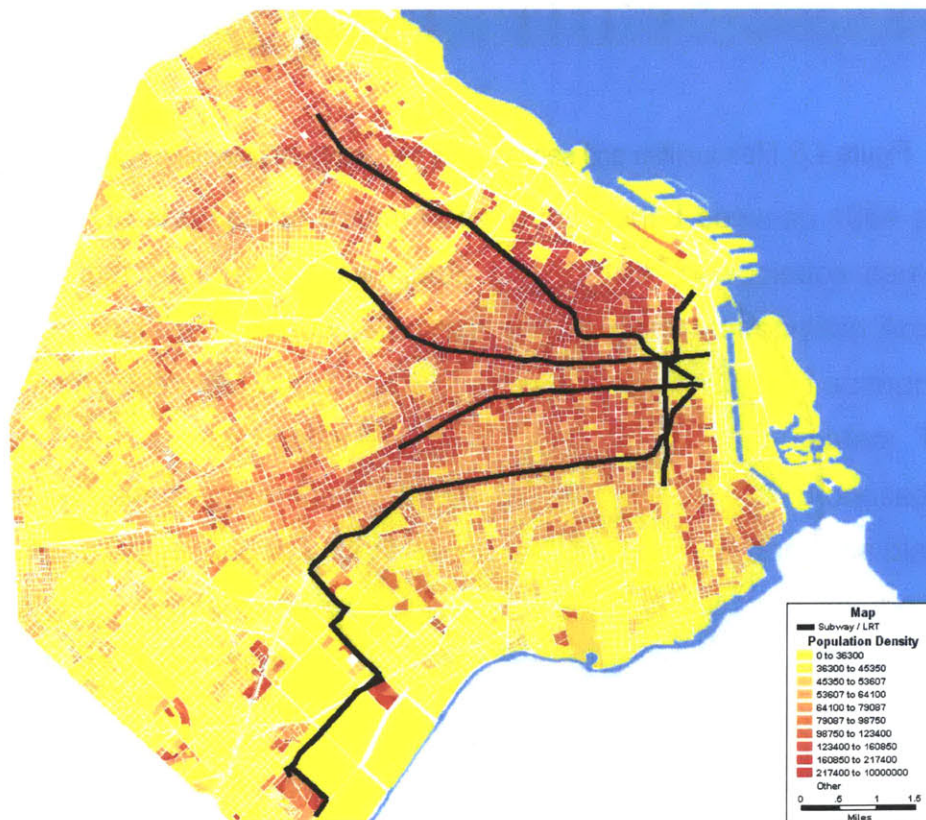 Map
Subway / LRT
Population Density
0 to 36300
36300 to 45350
45350 to 53607
53607 to 64100
64100 to 79087
79087 to 98750
98750 to 123400
123400 to 160850
160850 to 217400
217400 to 10000000
Other
0 .5 1 1.5
Miles